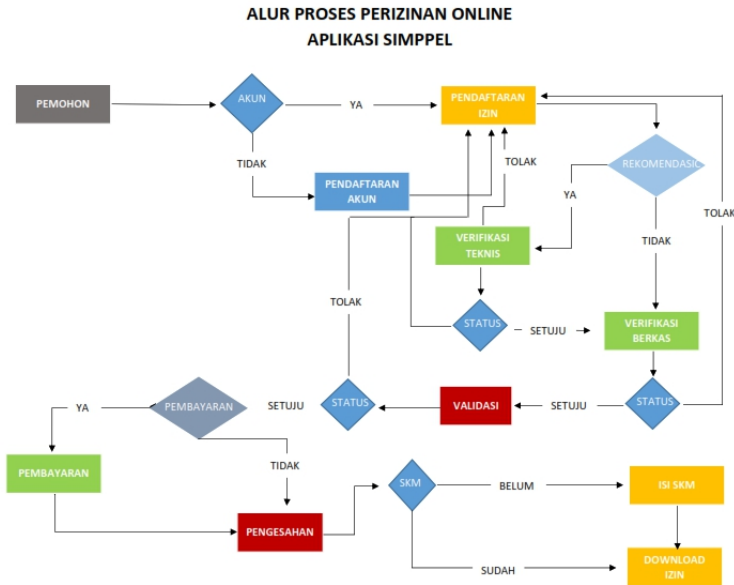 ALUR PROSES PERIZINAN ONLINE
APLIKASI SIMPPEL
PEMOHON
AKUN
YA
PENDAFTARAN
IZIN
TIDAK
PENDAFTARAN
AKUN
TOLAK
REKOMENDASI
YA
TOLAK
VERIFIKASI
TEKNIS
TIDAK
TOLAK
STATUS
SETUJU
VERIFIKASI
BERKAS
YA
PEMBAYARAN
SETUJU
STATUS
VALIDASI
SETUJU
STATUS
PEMBAYARAN
TIDAK
PENGESAHAN
SKM
BELUM
ISI SKM
SUDAH
DOWNLOAD
IZIN